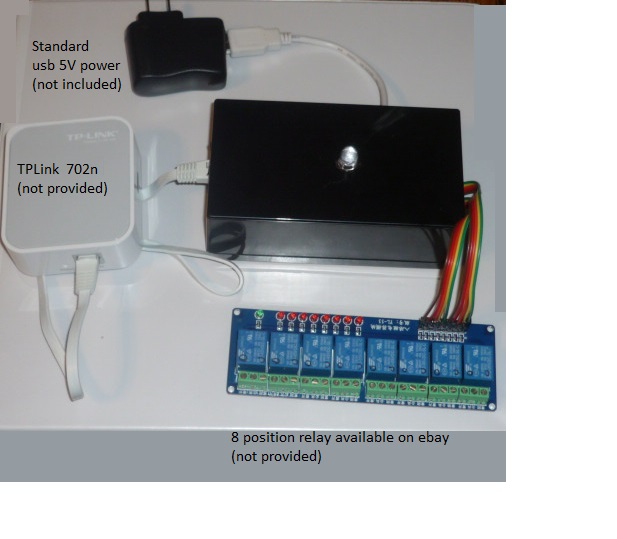 Standard
usb 5V power
(not included)
TP-LINK
TPLink 702n
(not provided)
8 position relay available on ebay
(not provided)